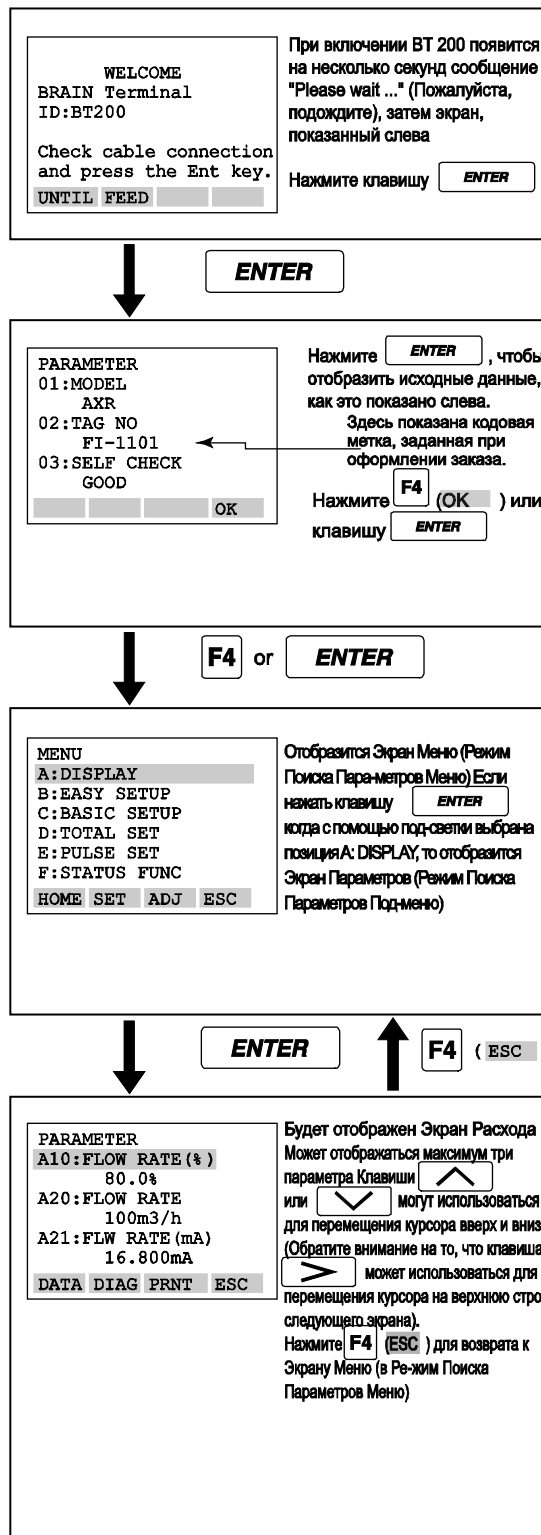 WELCOME
BRAIN Terminal
ID:BT200
Check cable connection
and press the Ent key.
UNTIL FEED
При включении BT 200 появится
на несколько секунд сообщение
"Please wait ..." (Пожалуйста,
подождите), затем экран,
показанный слева
Нажмите клавишу ENTER
ENTER
PARAMETER
01:MODEL
AXR
02:TAG NO
FI-1101
03:SELF CHECK
GOOD
OK
Нажмите ENTER , чтобы
отобразить исходные данные,
как это показано слева.
Здесь показана кодовая
метка, заданная при
оформлении заказа.
Нажмите F4 (OK ) или
клавишу ENTER
F4 or ENTER
MENU
A:DISPLAY
B:EASY SETUP
C:BASIC SETUP
D:TOTAL SET
E:PULSE SET
F:STATUS FUNC
HOME SET ADJ ESC
Отобразится Экран Меню (Режим
Поиска Пара-метров Меню) Если
нажать клавишу ENTER
когда с помощью под-светки выбрана
позиция A: DISPLAY, то отобразится
Экран Параметров (Режим Поиска
Параметров Под-меню)
ENTER
F4 ( ESC
PARAMETER
A10:FLOW RATE(%)
80.0%
A20:FLOW RATE
100m3/h
A21:FLW RATE(mA)
16.800mA
DATA DIAG PRNT ESC
Будет отображен Экран Расхода
Может отображаться максимум три
параметра Клавиши
или могут использоваться
для перемещения курсора вверх и вниз
(Обратите внимание на то, что клавиша
может использоваться для
перемещения курсора на верхнюю стро
следующего экрана).
Нажмите F4 (ESC ) для возврата к
Экрану Меню (в Ре-жим Поиска
Параметров Меню)